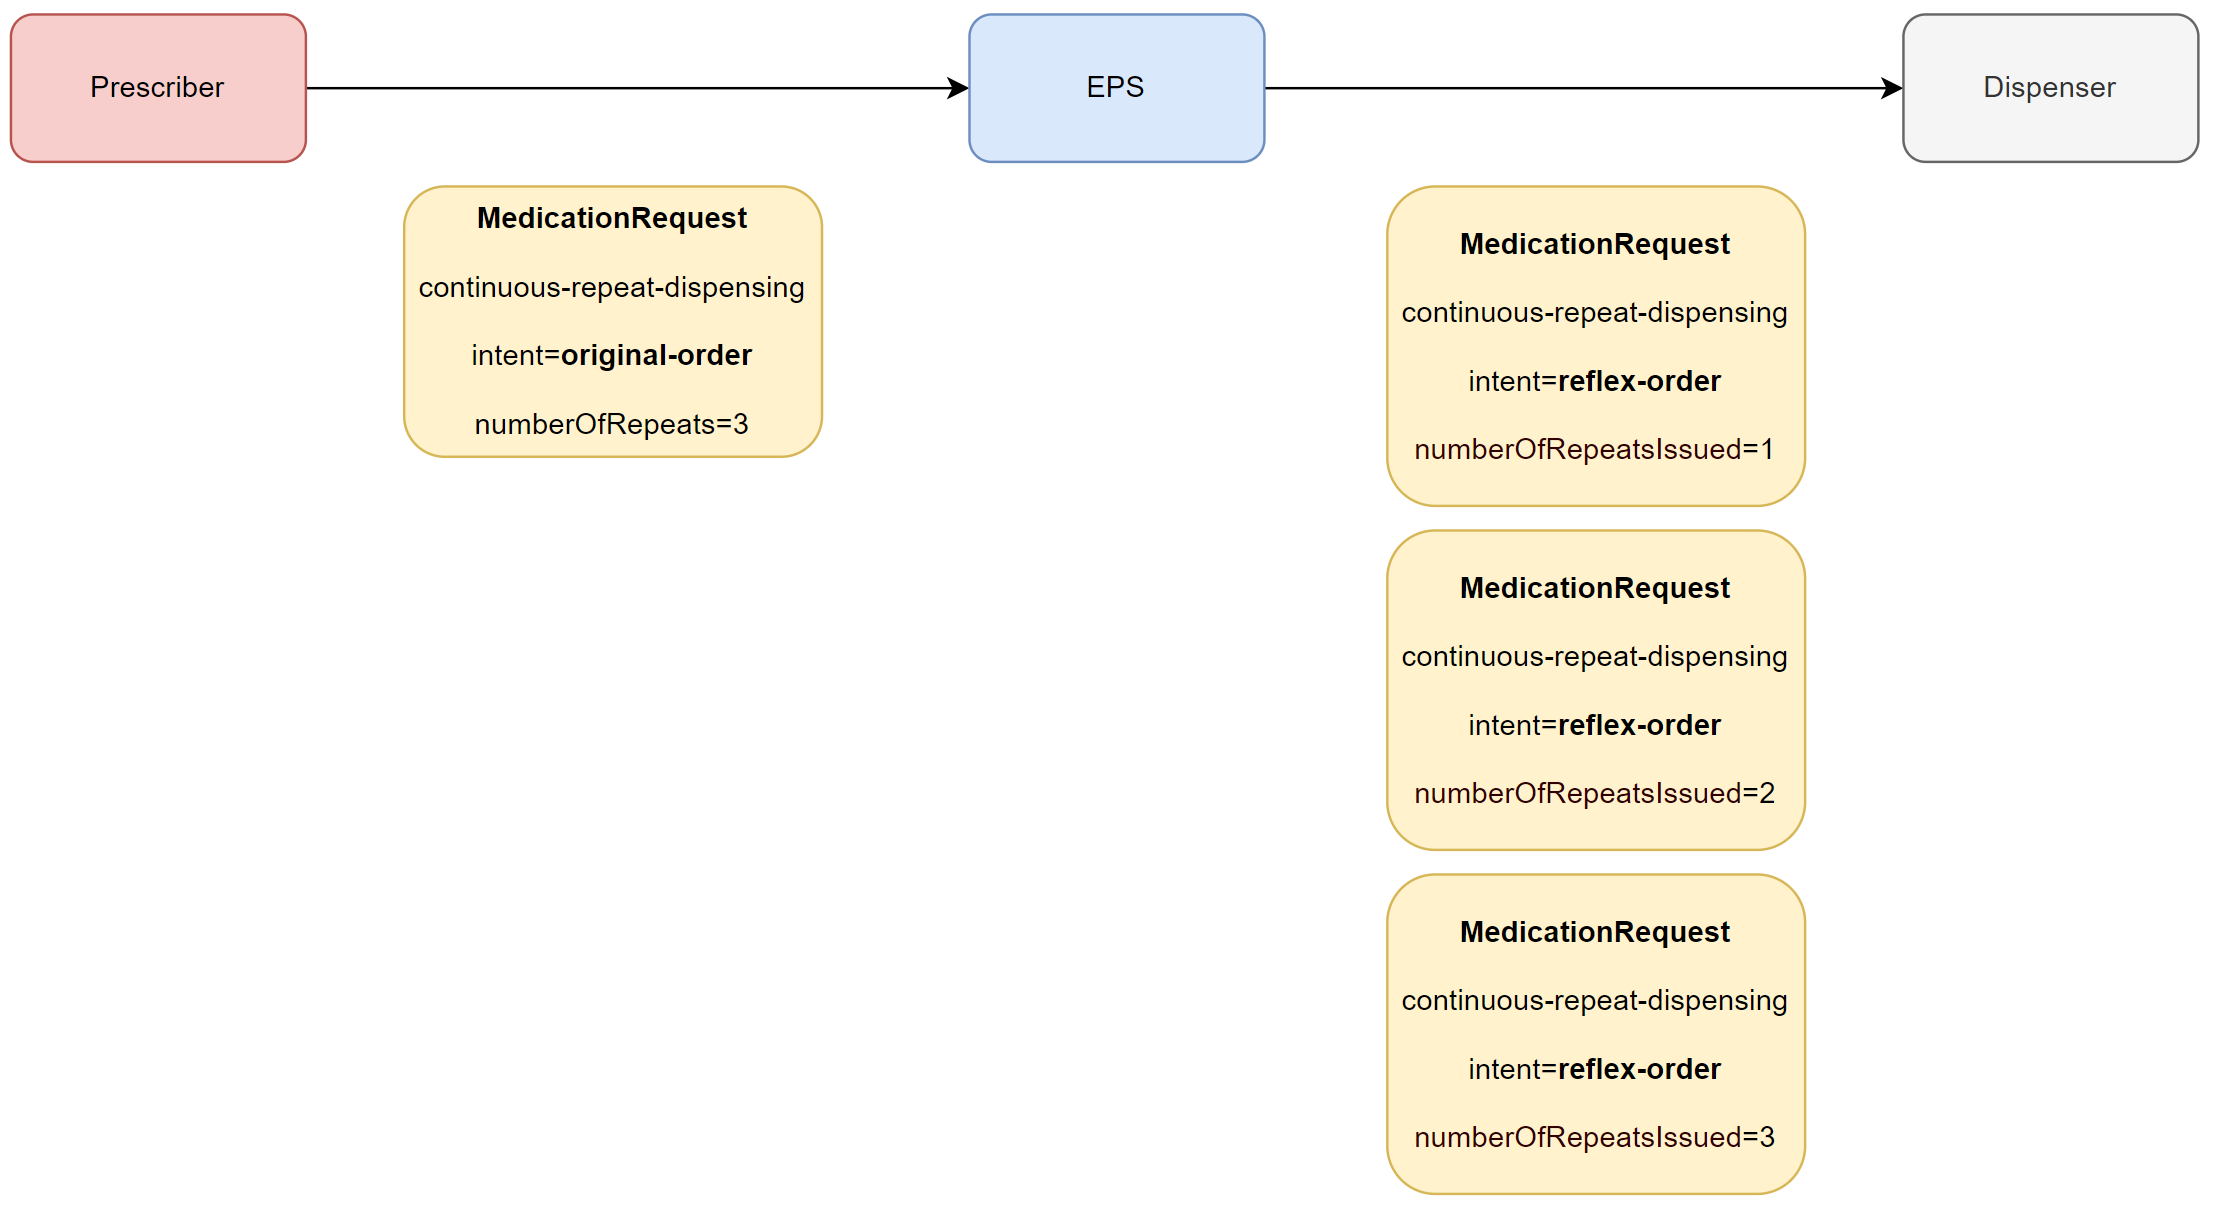 Prescriber
EPS
Dispenser
MedicationRequest
continuous-repeat-dispensing
intent=original-order
numberOfRepeats=3
MedicationRequest
continuous-repeat-dispensing
intent=reflex-order
numberOfRepeatsIssued=1
MedicationRequest
continuous-repeat-dispensing
intent=reflex-order
numberOfRepeatsIssued=2
MedicationRequest
continuous-repeat-dispensing
intent=reflex-order
numberOfRepeatsIssued=3